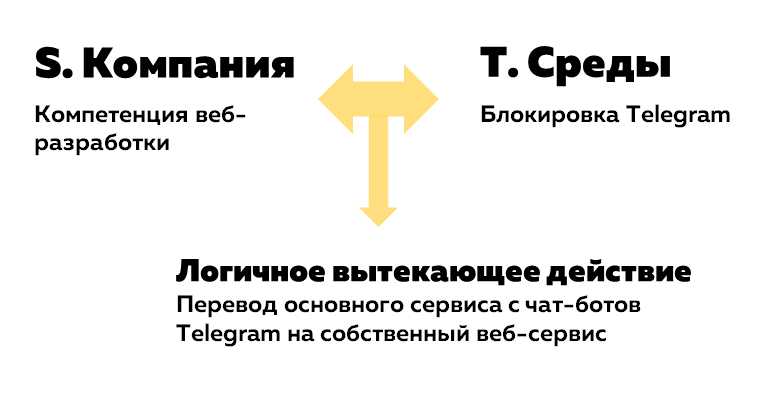 S. Компания
Т. Среды
Компетенция веб-
разработки
Блокировка Telegram
Логичное вытекающее действие
Перевод основного сервиса с чат-ботов
Telegram на собственный веб-сервис